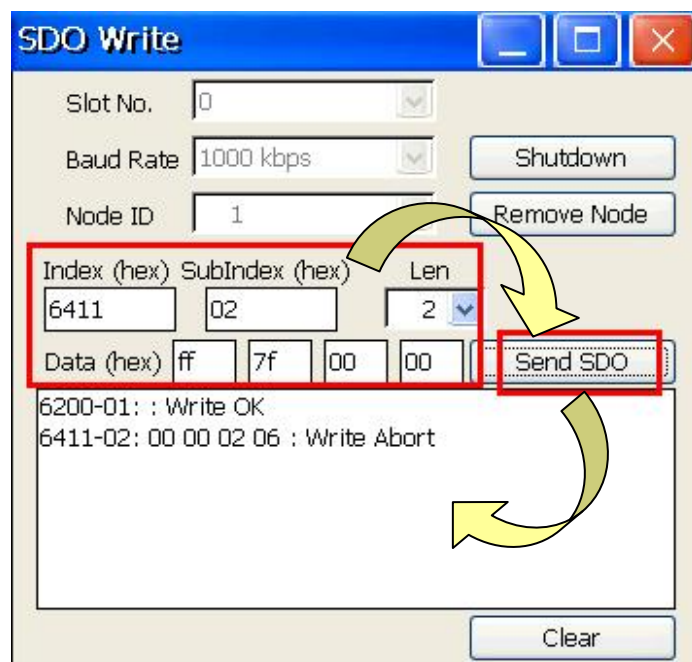 SDO Write
Slot No. 0
Baud Rate 1000 kbps Shutdown
Node ID 1 Remove Node
Index (hex) SubIndex (hex) Len
6411 02 2
Data (hex) ff 7f 00 00 Send SDO
6200-01: : Write OK
6411-02: 00 00 02 06 : Write Abort
Clear